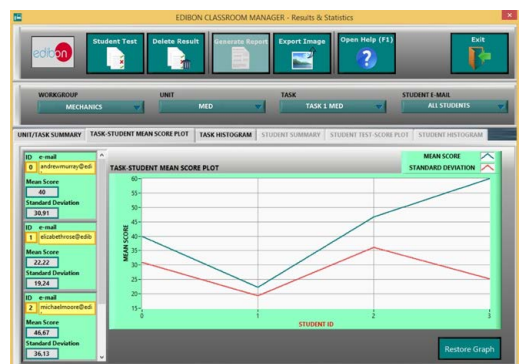 EDIBON CLASSROOM MANAGER - Results & Statistics
edibon
Student Test
Delete Result
Generate Report
Export Image
Open Help (F1)
Exit
WORKGROUP
UNIT
TASK
STUDENT E-MAIL
MECHANICS
MED
TASK 1 MED
ALL STUDENTS
UNIT/TASK SUMMARY
TASK-STUDENT MEAN SCORE PLOT
TASK HISTOGRAM
STUDENT SUMMARY
STUDENT TEST-SCORE PLOT
STUDENT HISTOGRAM
ID e-mail
0 andrewmurray@edi
Mean Score
40
Standard Deviation
30,91
ID e-mail
1 elizabethrose@edib
Mean Score
22,22
Standard Deviation
19,24
ID e-mail
2 michaelmoore@edi
Mean Score
46,67
Standard Deviation
36,13
TASK-STUDENT MEAN SCORE PLOT
MEAN SCORE
STANDARD DEVIATION
MEAN SCORE
60
55
50
45
40
35
30
25
20
15
0
1
2
3
STUDENT ID
Restore Graph